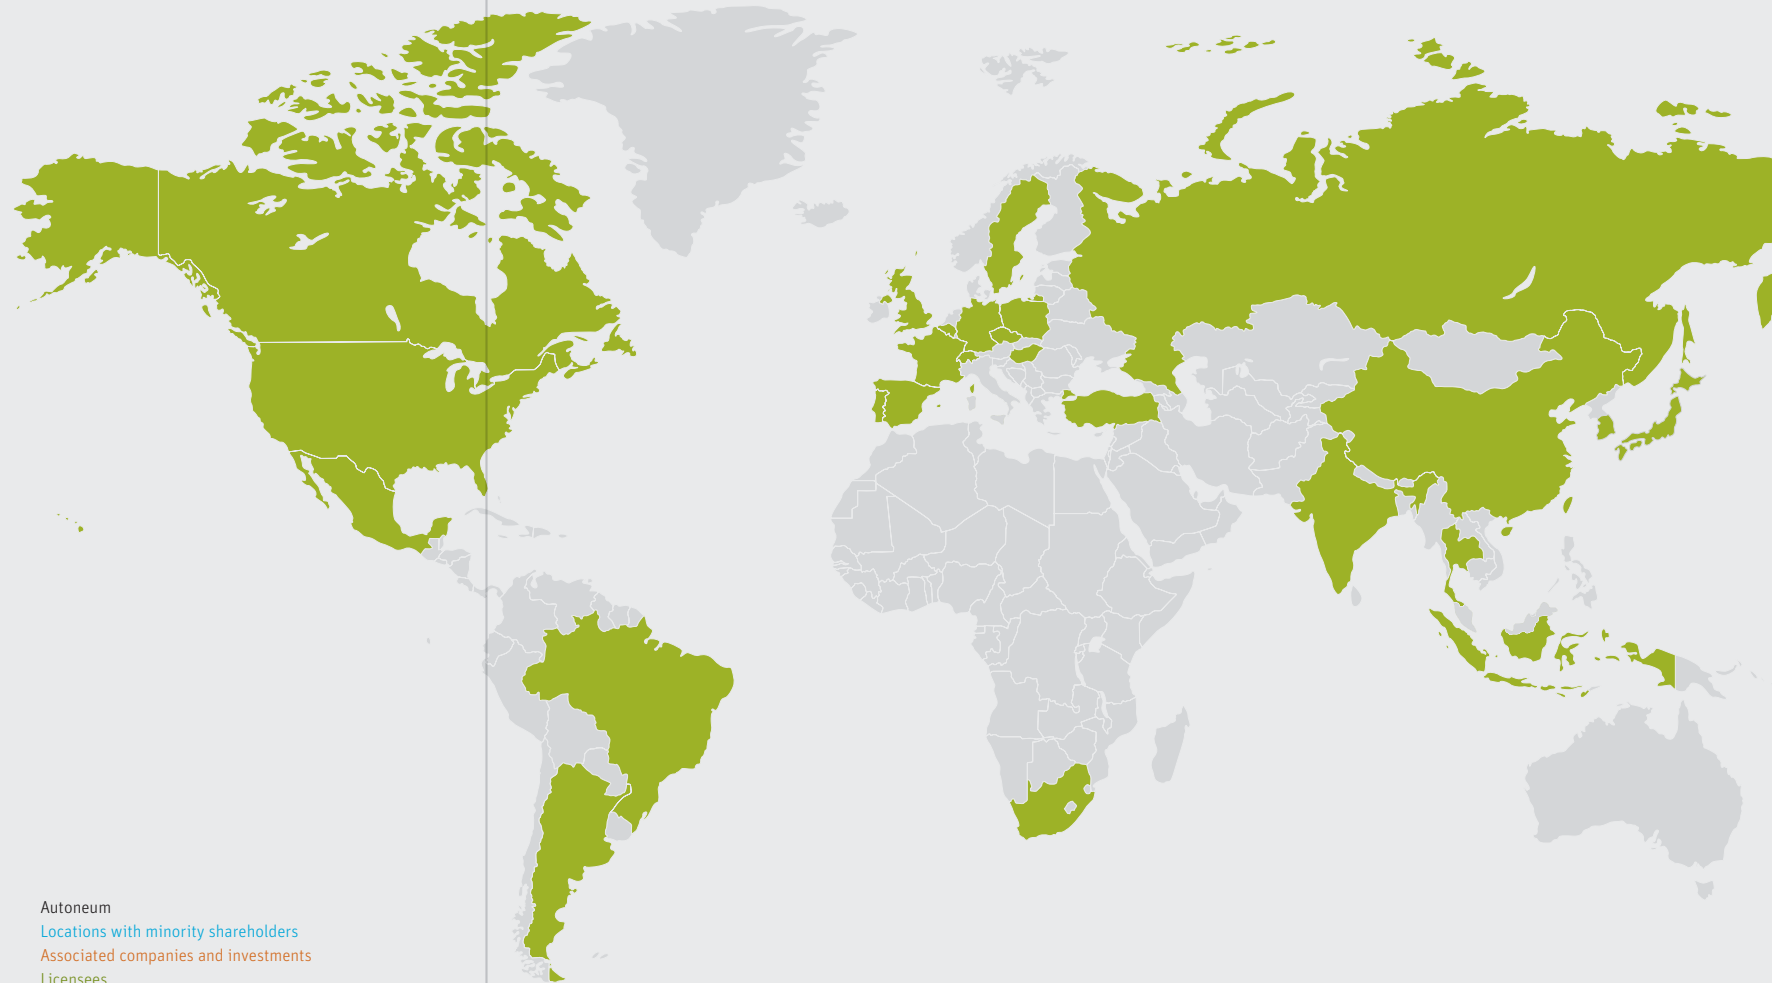 Autoneum
Locations with minority shareholders
Associated companies and investments
Licensees